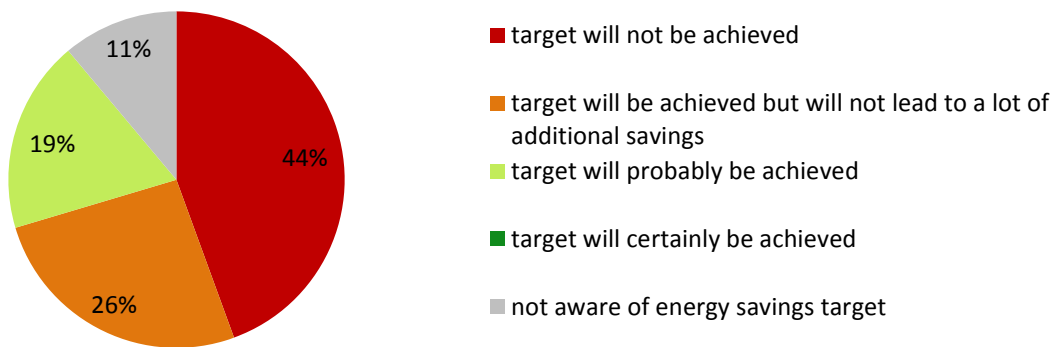 11%
target will not be achieved
target will be achieved but will not lead to a lot of
additional savings
19%
44%
target will probably be achieved
target will certainly be achieved
26%
not aware of energy savings target